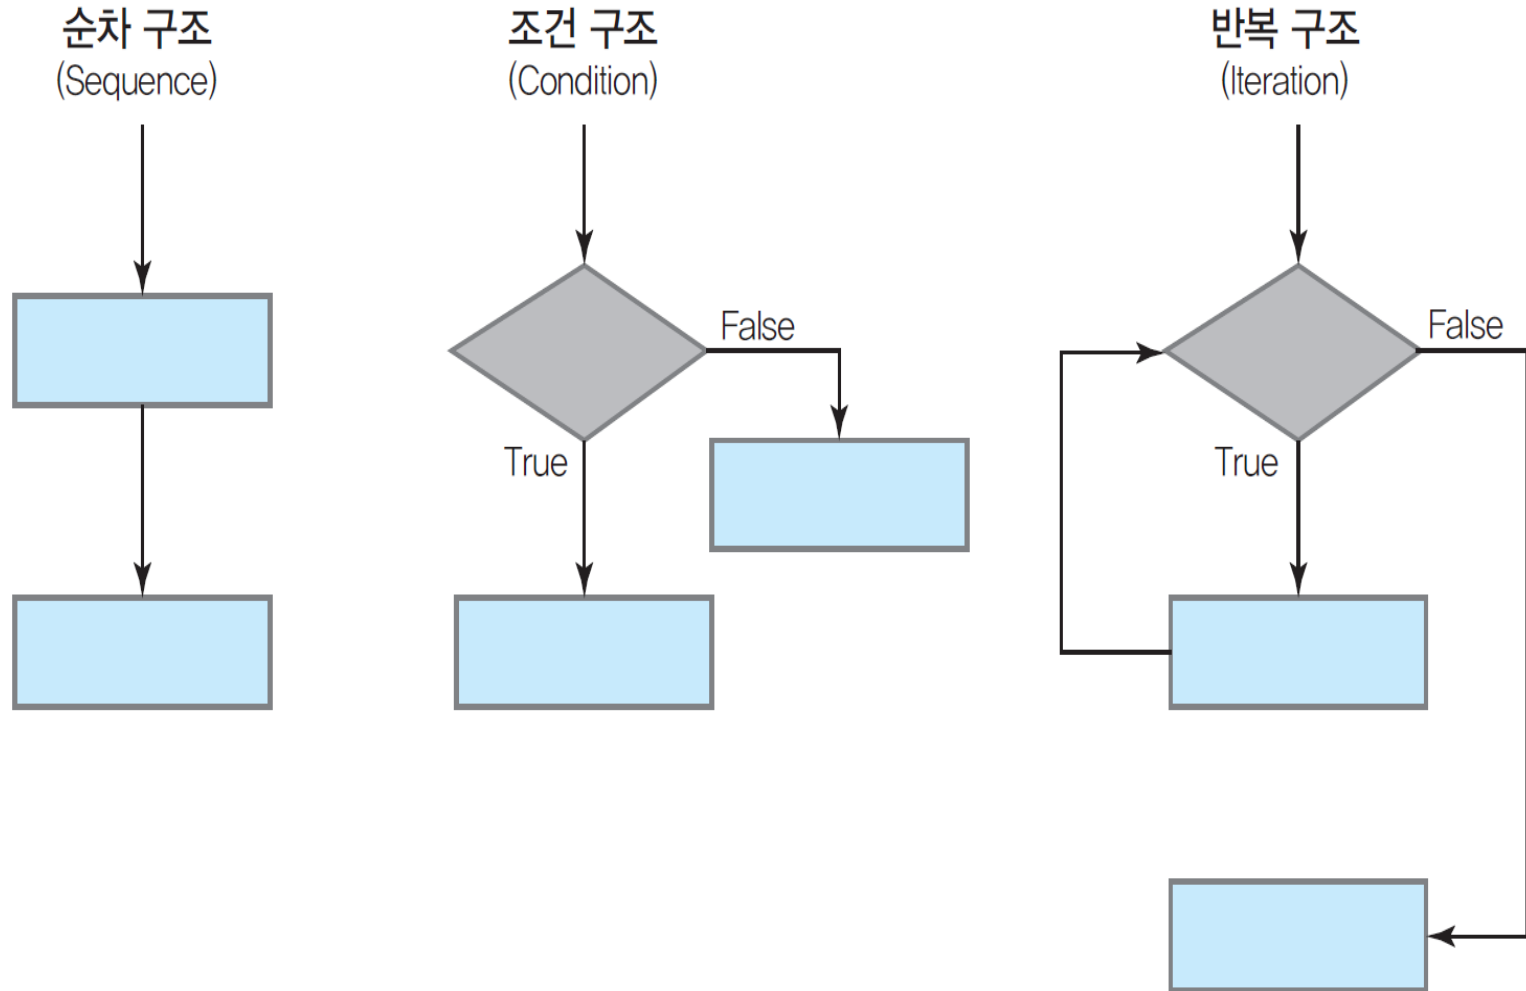 순차 구조
(Sequence)
조건 구조
(Condition)
False
True
반복 구조
(Iteration)
False
True